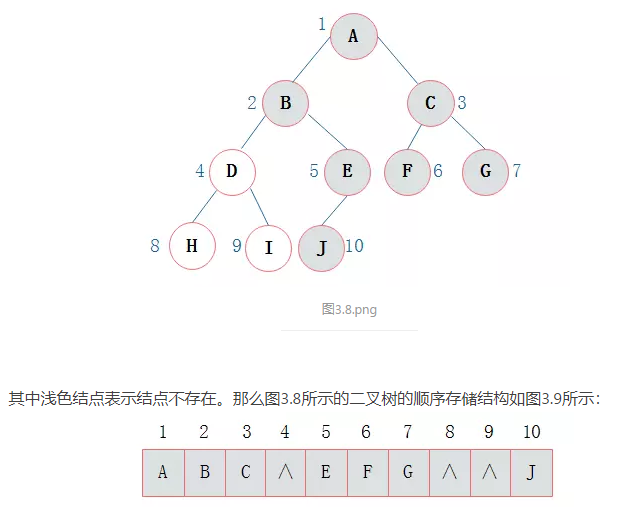 1 A
2 B C 3
4 D 5 E F 6 G 7
8 H 9 I J 10
图3.8.png
其中浅色结点表示结点不存在。那么图3.8所示的二叉树的顺序存储结构如图3.9所示：
1 2 3 4 5 6 7 8 9 10
A B C ∧ E F G ∧ ∧ J